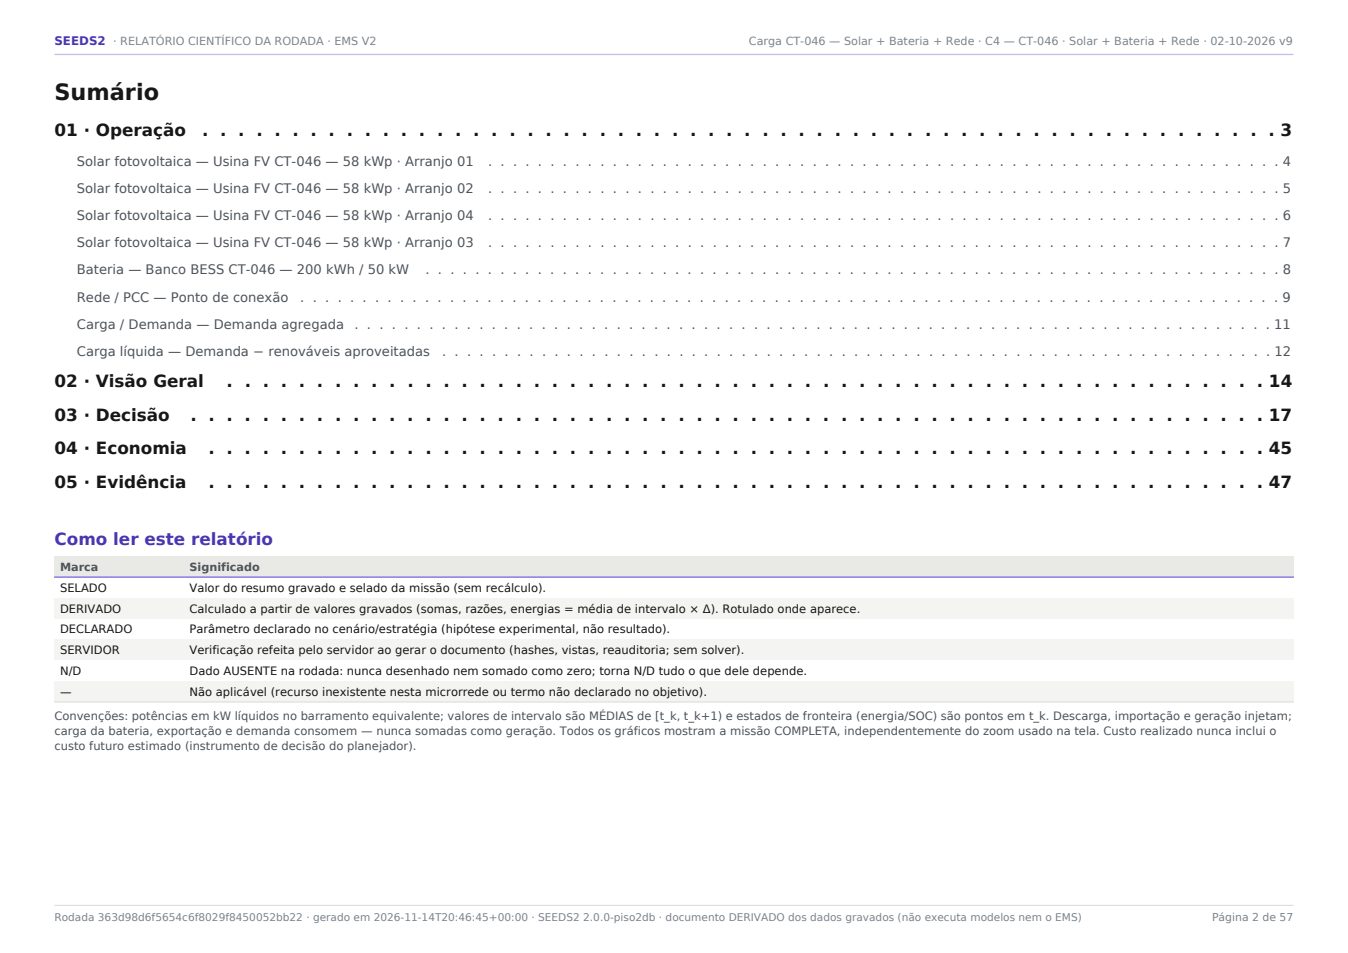 SEEDS2 · RELATÓRIO CIENTÍFICO DA RODADA · EMS V2
Carga CT-046 — Solar + Bateria + Rede · C4 — CT-046 · Solar + Bateria + Rede · 02-10-2026 v9
Sumário
01 · Operação . . . . . . . . . . . . . . . . . . . . . . . . . . . . . . 3
Solar fotovoltaica — Usina FV CT-046 — 58 kWp · Arranjo 01 . . . . . . . . . . . . . . . . . . . . 4
Solar fotovoltaica — Usina FV CT-046 — 58 kWp · Arranjo 02 . . . . . . . . . . . . . . . . . . . . 5
Solar fotovoltaica — Usina FV CT-046 — 58 kWp · Arranjo 04 . . . . . . . . . . . . . . . . . . . . 6
Solar fotovoltaica — Usina FV CT-046 — 58 kWp · Arranjo 03 . . . . . . . . . . . . . . . . . . . . 7
Bateria — Banco BESS CT-046 — 200 kWh / 50 kW . . . . . . . . . . . . . . . . . . . . 8
Rede / PCC — Ponto de conexão . . . . . . . . . . . . . . . . . . . . 9
Carga / Demanda — Demanda agregada . . . . . . . . . . . . . . . . . . . . 11
Carga líquida — Demanda − renováveis aproveitadas . . . . . . . . . . . . . . . . . . . . 12
02 · Visão Geral . . . . . . . . . . . . . . . . . . . . 14
03 · Decisão . . . . . . . . . . . . . . . . . . . . 17
04 · Economia . . . . . . . . . . . . . . . . . . . . 45
05 · Evidência . . . . . . . . . . . . . . . . . . . . 47
Como ler este relatório
Marca Significado
SELADO Valor do resumo gravado e selado da missão (sem recálculo).
DERIVADO Calculado a partir de valores gravados (somas, razões, energias = média de intervalo × Δ). Rotulado onde aparece.
DECLARADO Parâmetro declarado no cenário/estratégia (hipótese experimental, não resultado).
SERVIDOR Verificação refeita pelo servidor ao gerar o documento (hashes, vistas, reauditoria; sem solver).
N/D Dado AUSENTE na rodada: nunca desenhado nem somado como zero; torna N/D tudo o que dele depende.
— Não aplicável (recurso inexistente nesta microrrede ou termo não declarado no objetivo).
Convenções: potências em kW líquidos no barramento equivalente; valores de intervalo são MÉDIAS de [t_k, t_k+1) e estados de fronteira (energia/SOC) são pontos em t_k. Descarga, importação e geração injetam;
carga da bateria, exportação e demanda consomem — nunca somadas como geração. Todos os gráficos mostram a missão COMPLETA, independentemente do zoom usado na tela. Custo realizado nunca inclui o
custo futuro estimado (instrumento de decisão do planejador).
Rodada 363d98d6f5654c6f8029f8450052bb22 · gerado em 2026-11-14T20:46:45+00:00 · SEEDS2 2.0.0-piso2db · documento DERIVADO dos dados gravados (não executa modelos nem o EMS)
Página 2 de 57